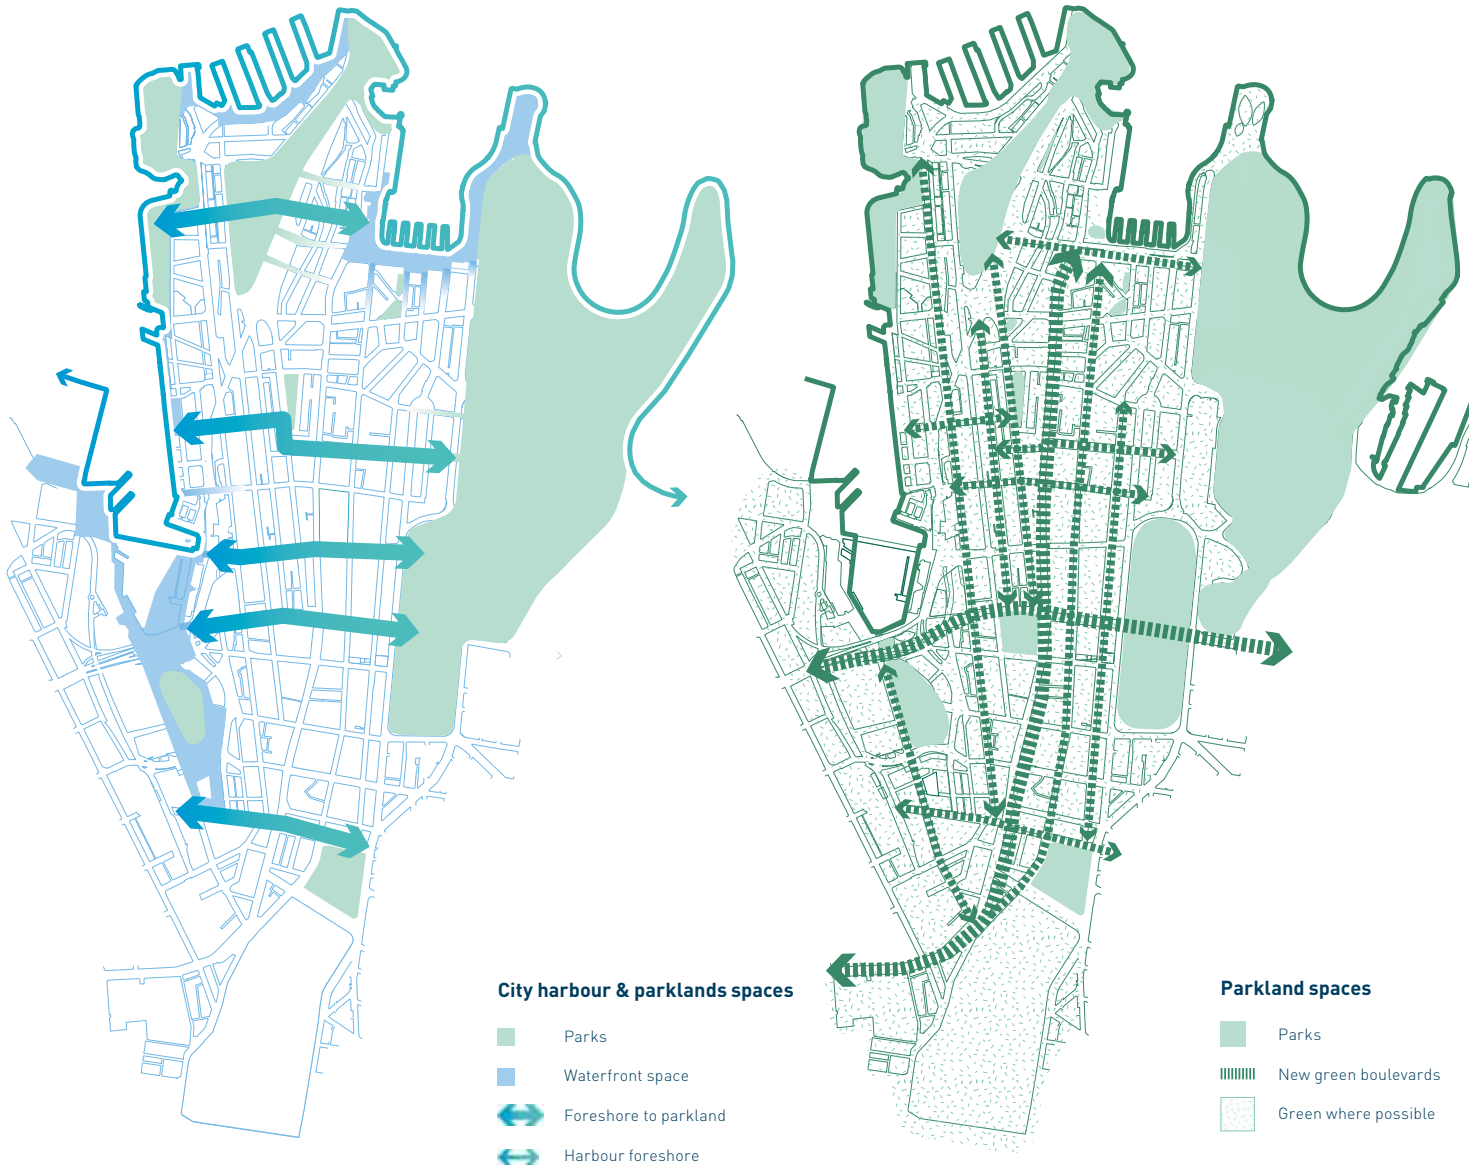 City harbour & parklands spaces
Parks
Waterfront space
Foreshore to parkland
Harbour foreshore
Parkland spaces
Parks
New green boulevards
Green where possible